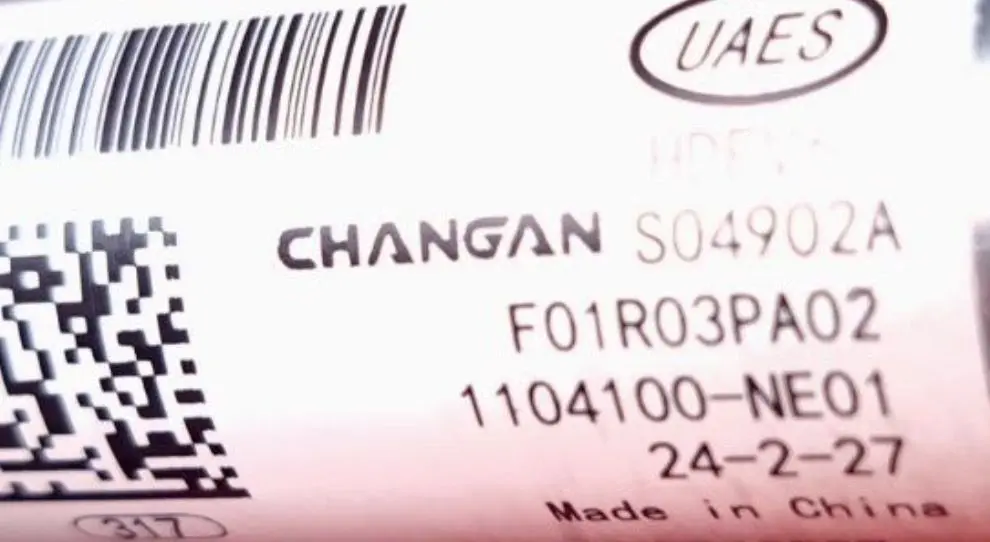 UAES
CHANGAN S04902A
F01R03PA02
1104100-NE01
24-2-27
Made in China
317